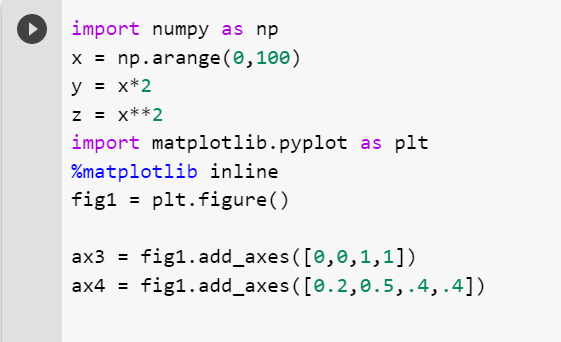 import numpy as np
x = np.arange(0,100)
y = x*2
z = x**2
import matplotlib.pyplot as plt
%matplotlib inline
fig1 = plt.figure()
ax3 = fig1.add_axes([0,0,1,1])
ax4 = fig1.add_axes([0.2,0.5,.4,.4])